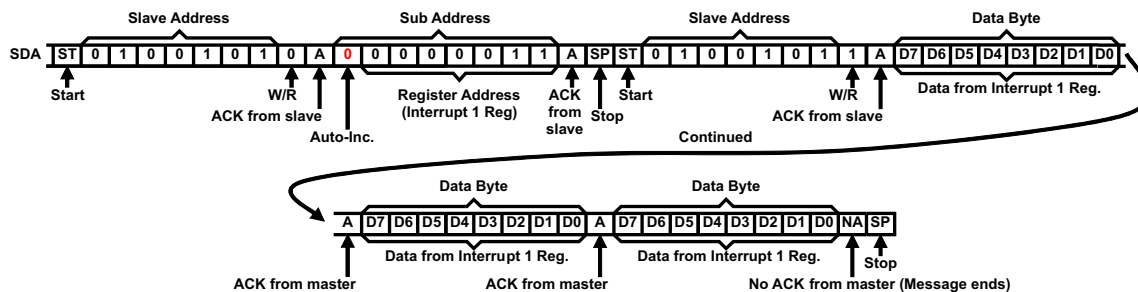 Slave Address Sub Address Slave Address Data Byte
SDA ST 0 1 0 0 1 0 1 0 A 0 0 0 0 0 0 1 1 A SP ST 0 1 0 0 1 0 1 1 A D7 D6 D5 D4 D3 D2 D1 D0
Start W/R Register Address ACK Start W/R Data from Interrupt 1 Reg.
ACK from slave (Interrupt 1 Reg) from Stop ACK from slave
Auto-Inc. slave Continued
Data Byte Data Byte
A D7 D6 D5 D4 D3 D2 D1 D0 A D7 D6 D5 D4 D3 D2 D1 D0 NA SP
Data from Interrupt 1 Reg. Data from Interrupt 1 Reg. Stop
ACK from master ACK from master No ACK from master (Message ends)